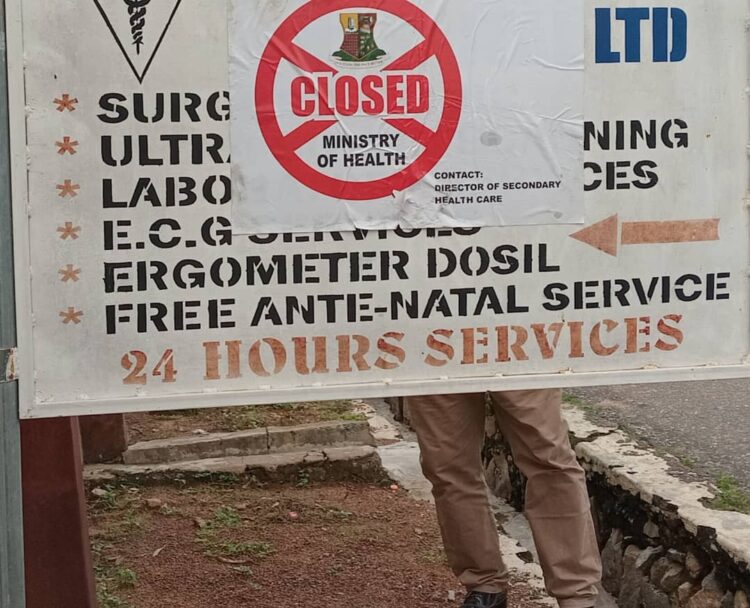 LTD
CLOSED
MINISTRY
OF HEALTH
CONTACT:
DIRECTOR OF SECONDARY
HEALTH CARE
* SURG
* ULTRA NING
* LABO CES
* E.C.G SERVICES
* ERGOMETER DOSIL
* FREE ANTE-NATAL SERVICE
24 HOURS SERVICES